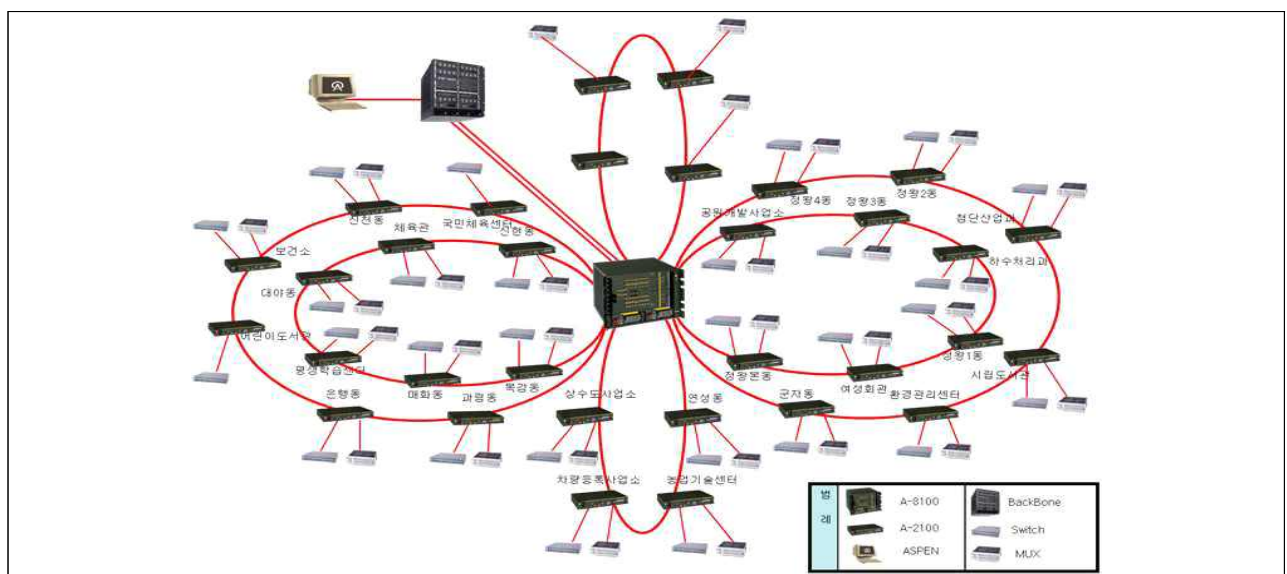 정왕4동
정왕2동
공원개발사업소
정왕3동
첨단산업과
신천동
체육관
국민체육센터
신현동
보건소
하수처리과
대야동
어린이도서관
정왕1동
평생학습센터
정왕본동
여성회관
시립도서관
은행동
매화동
과림동
목감동
상수도사업소
연성동
군자동
환경관리센터
차량등록사업소
농업기술센터
범례
A-8100
BackBone
A-2100
Switch
ASPEN
MUX